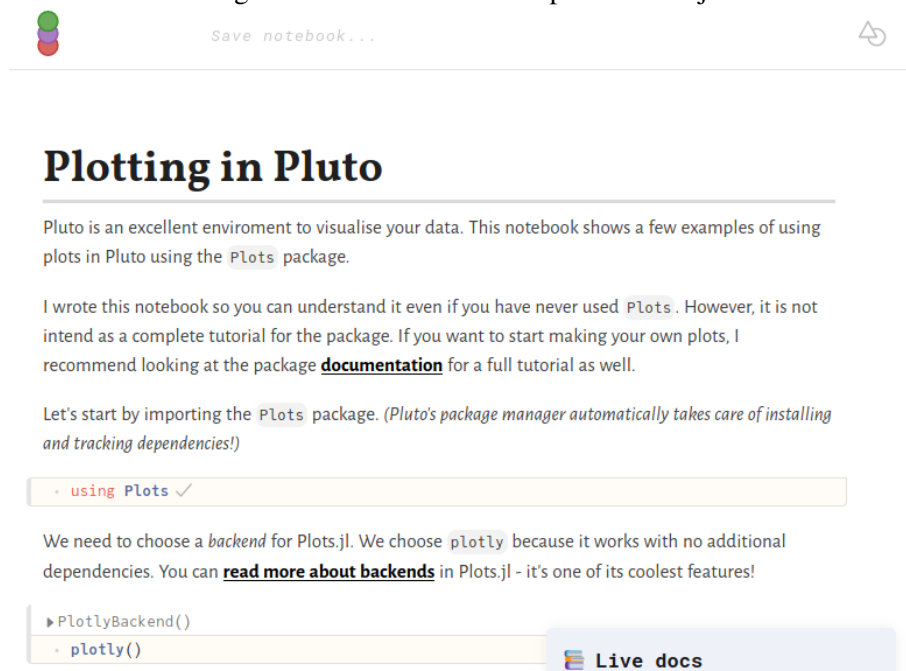 Save notebook...
Plotting in Pluto
Pluto is an excellent enviroment to visualise your data. This notebook shows a few examples of using
plots in Pluto using the Plots package.
I wrote this notebook so you can understand it even if you have never used Plots. However, it is not
intend as a complete tutorial for the package. If you want to start making your own plots, I
recommend looking at the package documentation for a full tutorial as well.
Let's start by importing the Plots package. (Pluto's package manager automatically takes care of installing
and tracking dependencies!)
using Plots
We need to choose a backend for Plots.jl. We choose plotly because it works with no additional
dependencies. You can read more about backends in Plots.jl - it's one of its coolest features!
PlotlyBackend()
plotly()
Live docs